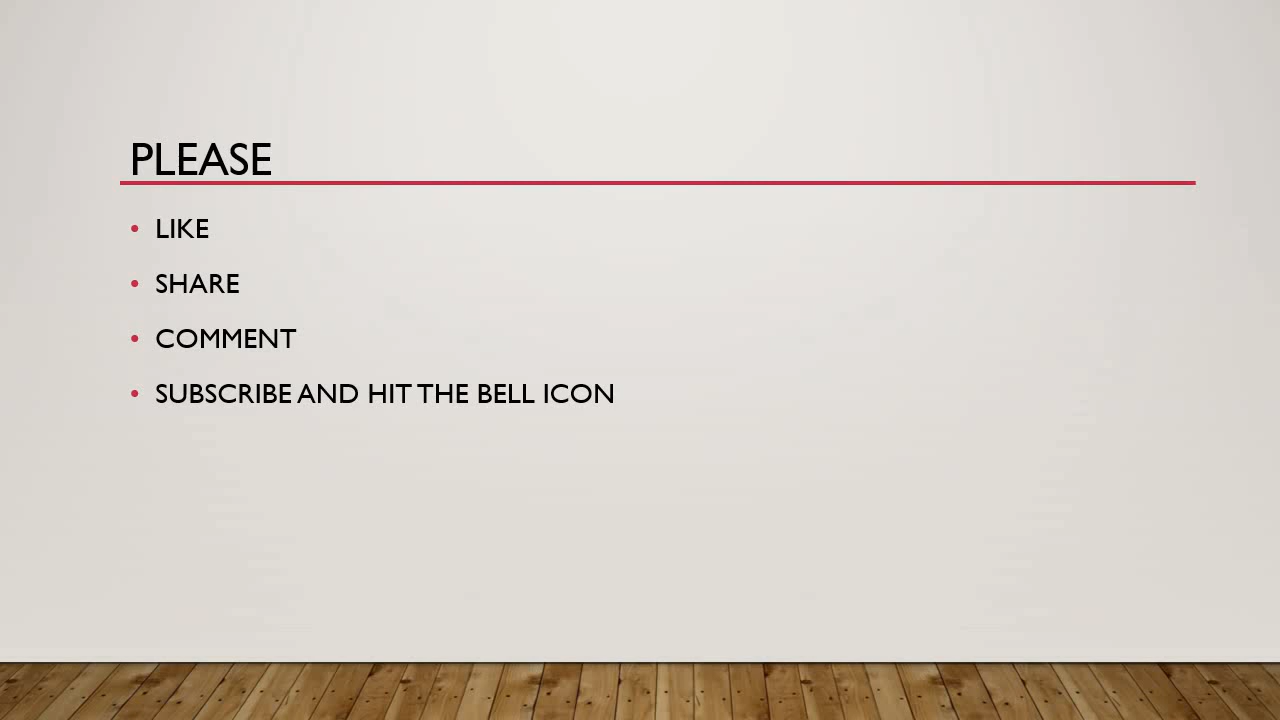 PLEASE
LIKE
SHARE
COMMENT
SUBSCRIBE AND HIT THE BELL ICON